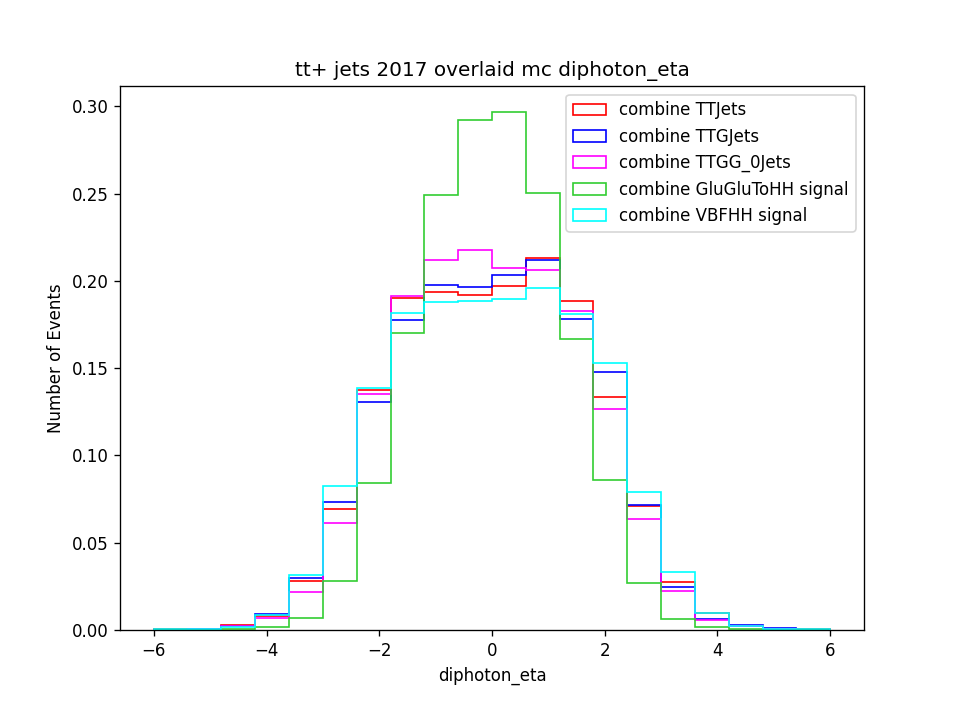 tt+ jets 2017 overlaid mc diphoton_eta
combine TTJets
combine TTGJets
combine TTGG_0Jets
combine GluGluToHH signal
combine VBFHH signal
Number of Events
0.30
0.25
0.20
0.15
0.10
0.05
0.00
−6 −4 −2 0 2 4 6
diphoton_eta